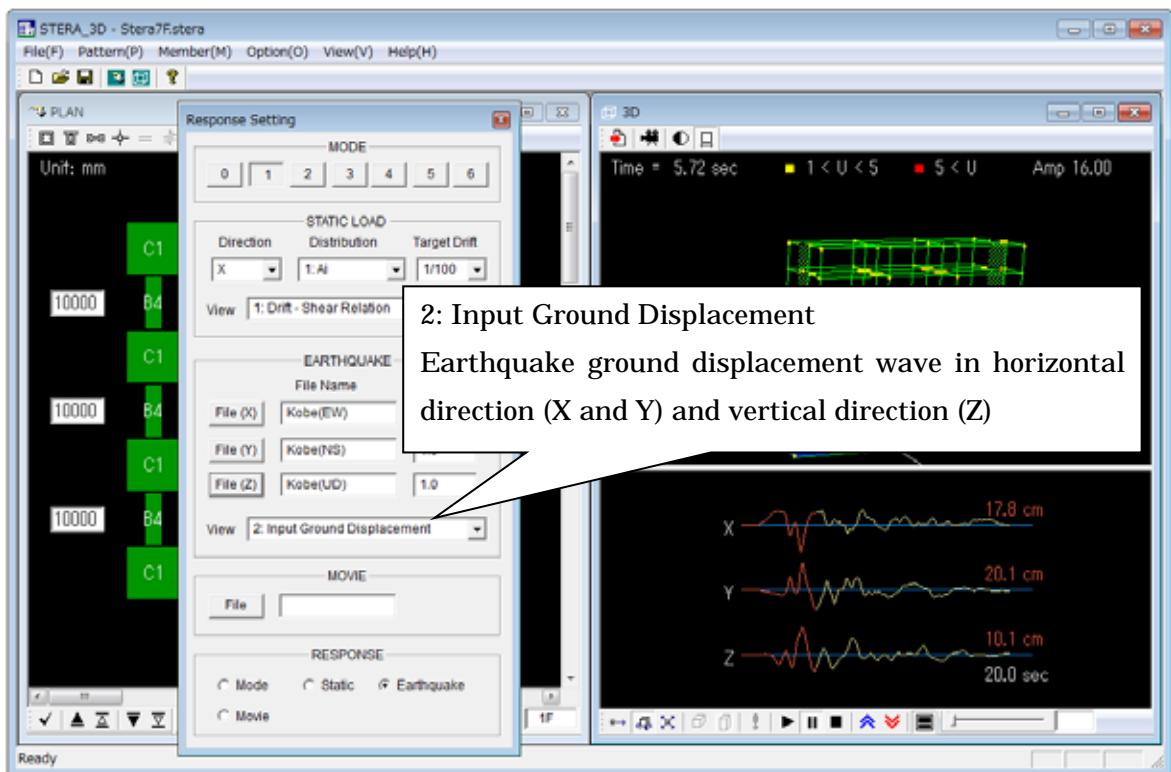 STERA_3D - Stera7F.stera
File(F) Pattern(P) Member(M) Option(O) View(V) Help(H)
PLAN
Unit: mm
C1
10000 B4
C1
10000 B4
C1
10000 B4
C1
1F
Response Setting
MODE
0 1 2 3 4 5 6
STATIC LOAD
Direction Distribution Target Drift
X 1: Ai 1/100
View 1: Drift - Shear Relation
EARTHQUAKE
File Name
File (X) Kobe(EW)
File (Y) Kobe(NS)
File (Z) Kobe(UD) 1.0
View 2: Input Ground Displacement
MOVIE
File
RESPONSE
Mode Static Earthquake
Movie
3D
Time = 5.72 sec 1 < U < 5 5 < U Amp 16.00
2: Input Ground Displacement
Earthquake ground displacement wave in horizontal
direction (X and Y) and vertical direction (Z)
X 17.8 cm
Y 20.1 cm
Z 10.1 cm
20.0 sec
Ready